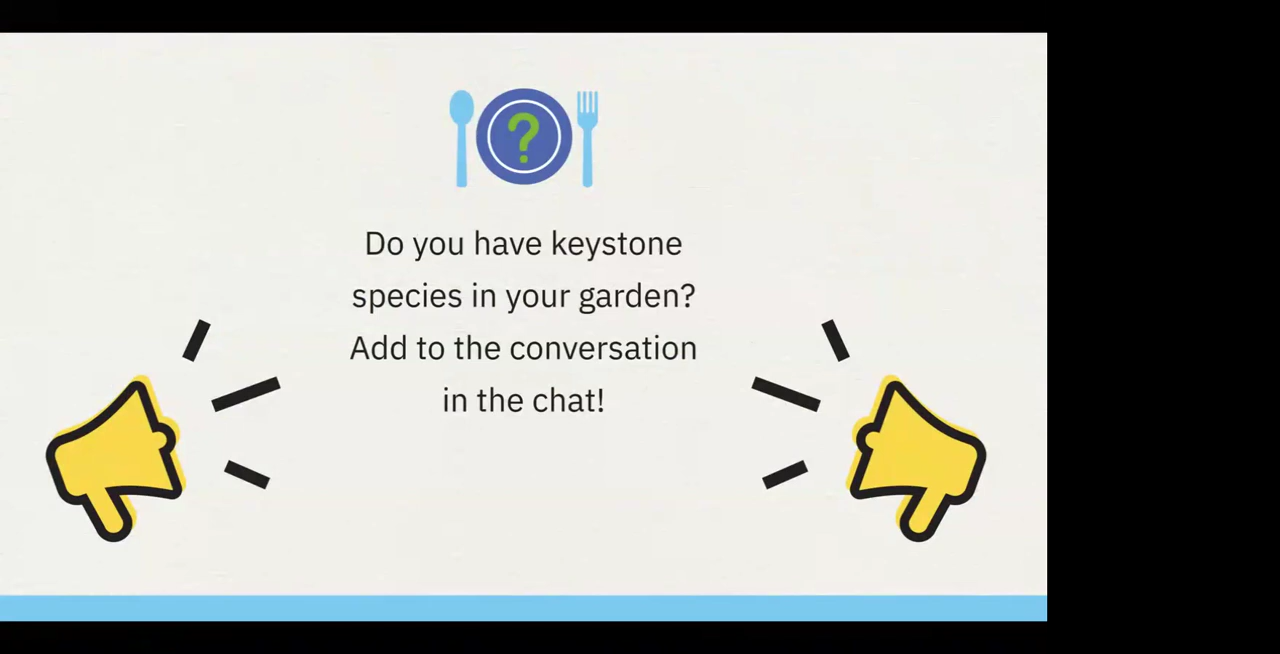 ?
Do you have keystone
species in your garden?
Add to the conversation
in the chat!